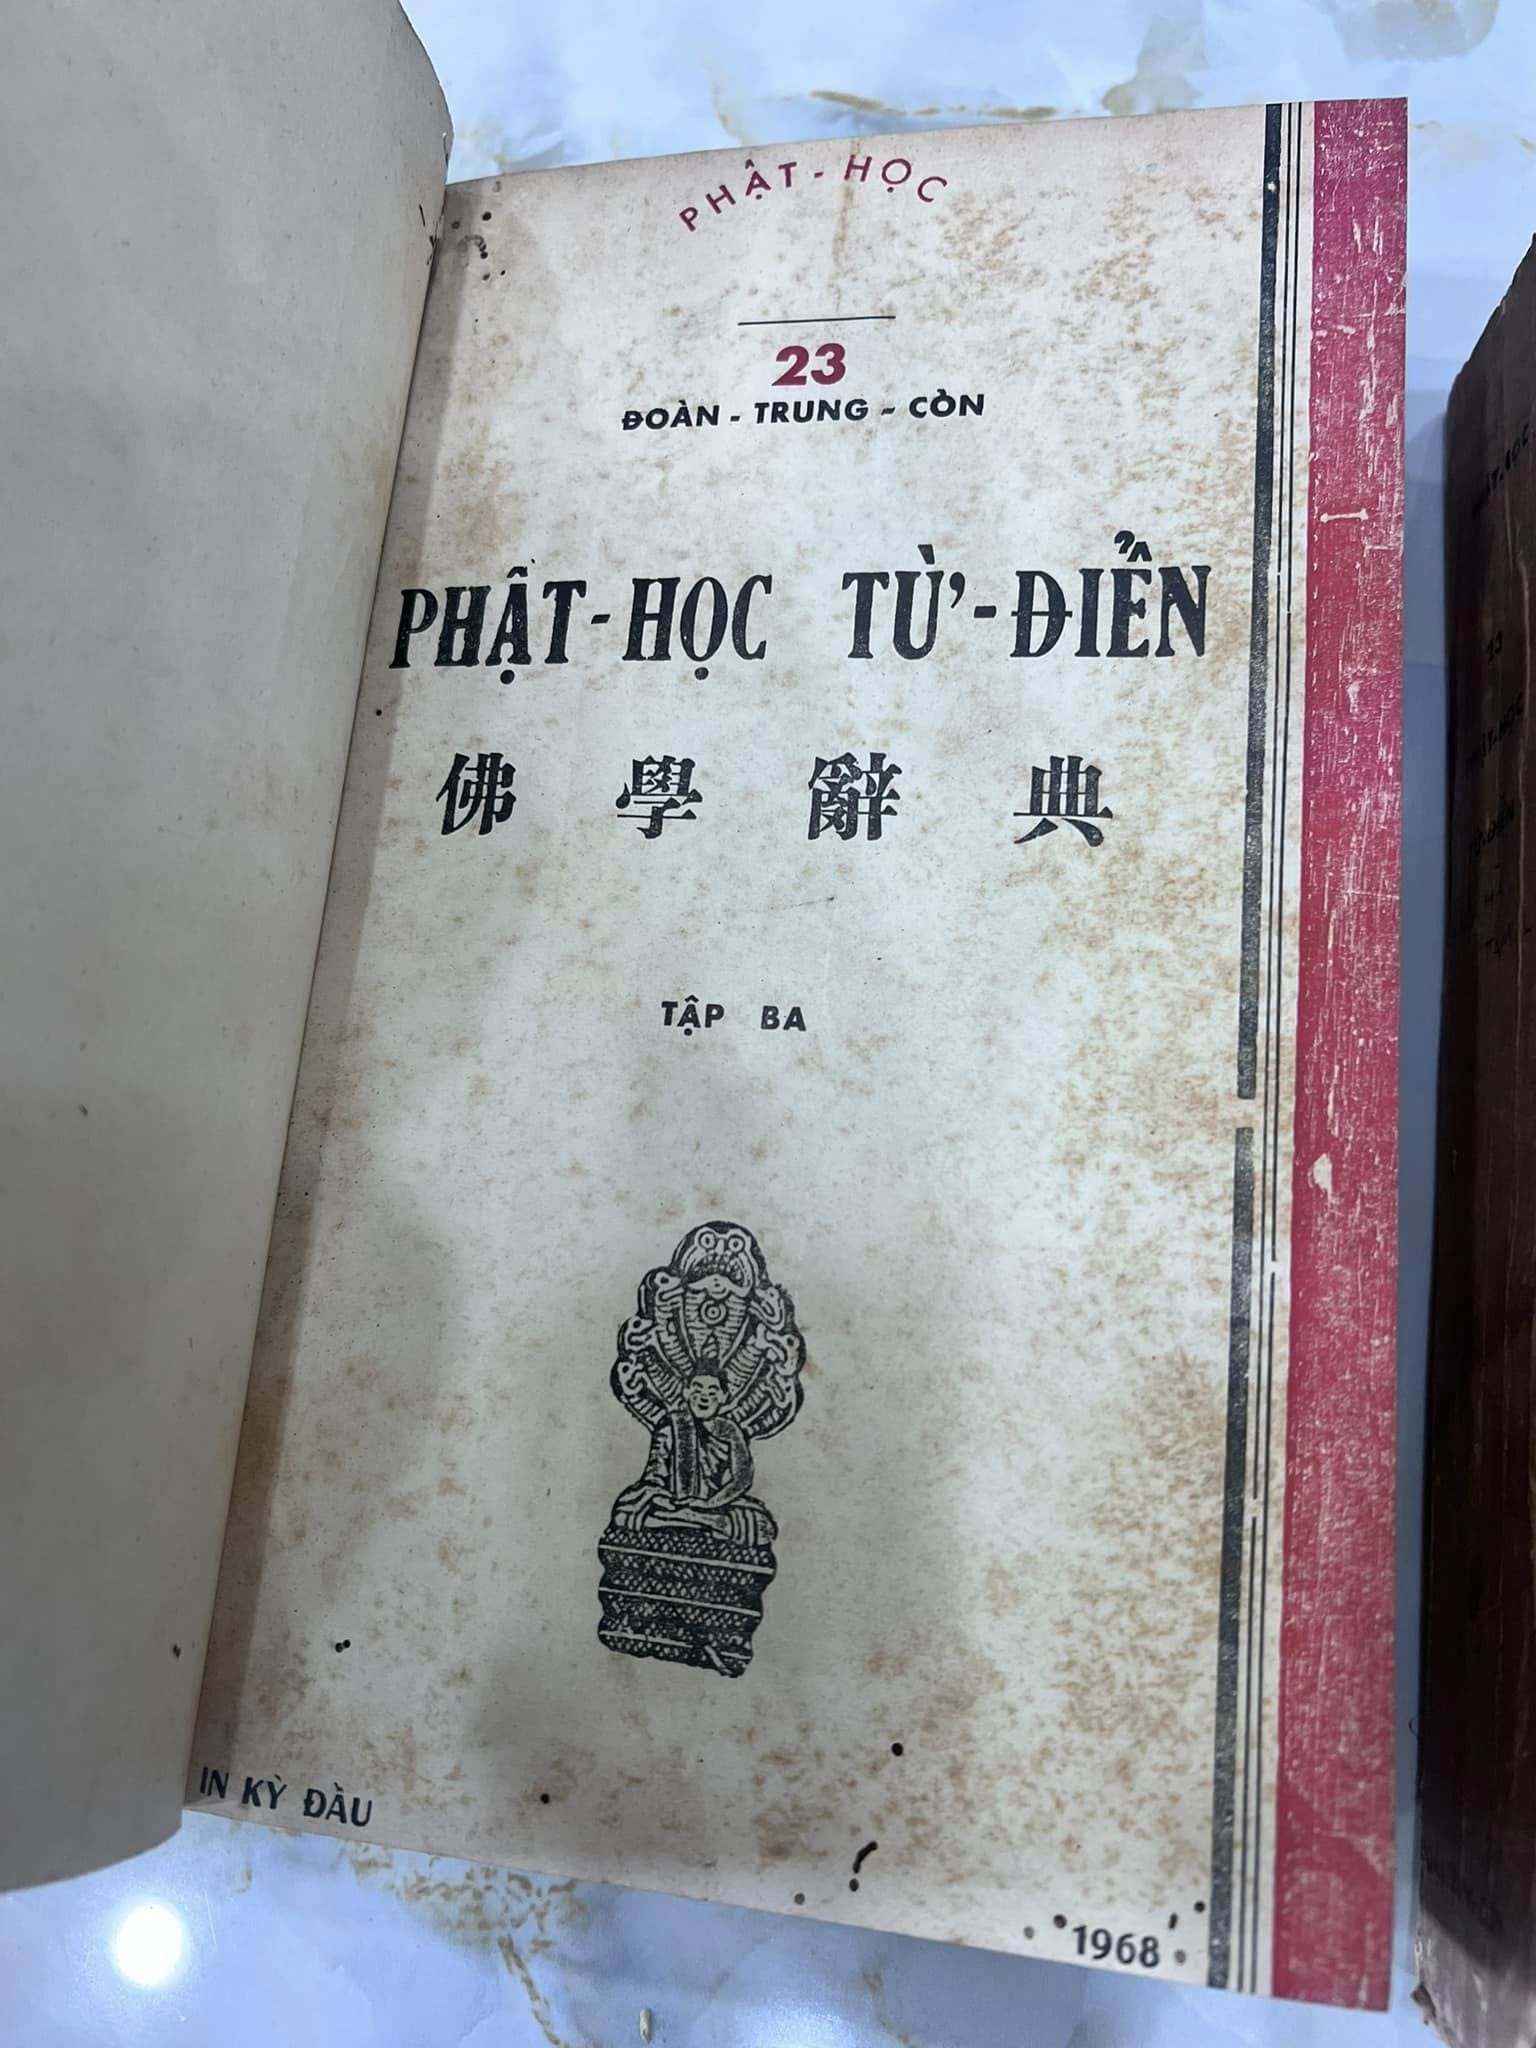 PHẬT - HỌC
23
ĐOÀN - TRUNG - CÒN
PHẬT-HỌC TỪ-ĐIỂN
佛學辭典
TẬP BA
IN KỲ ĐẦU
1968
23